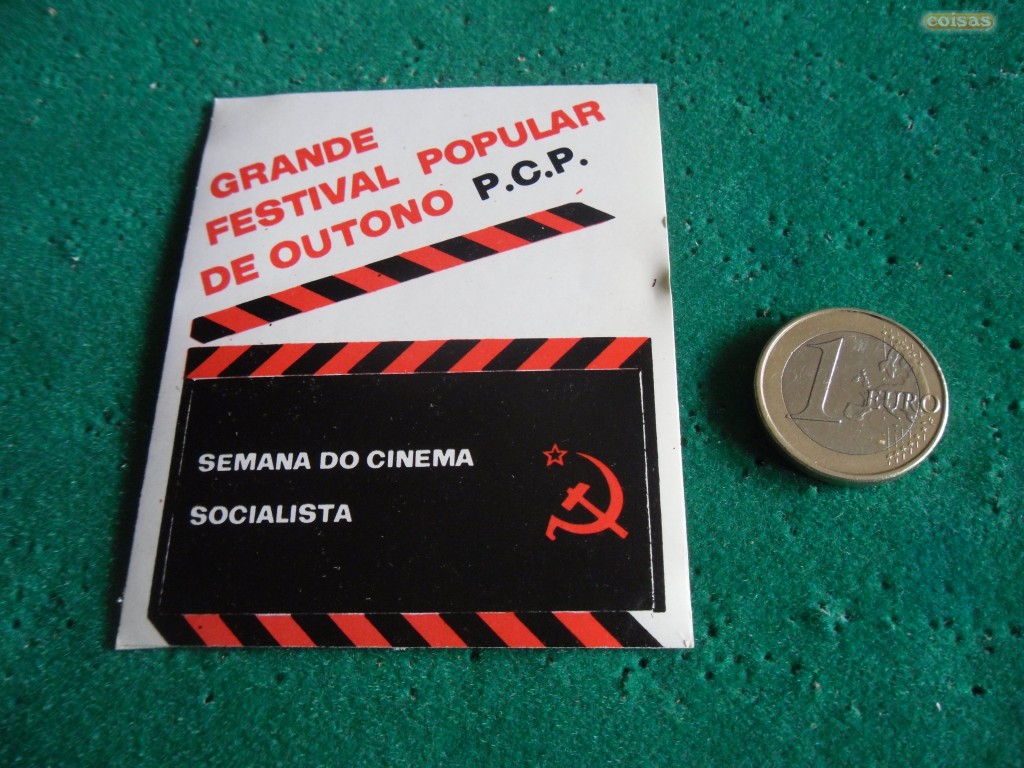 coisas
GRANDE
FESTIVAL POPULAR
DE OUTONO P.C.P.
SEMANA DO CINEMA
SOCIALISTA
1 EURO